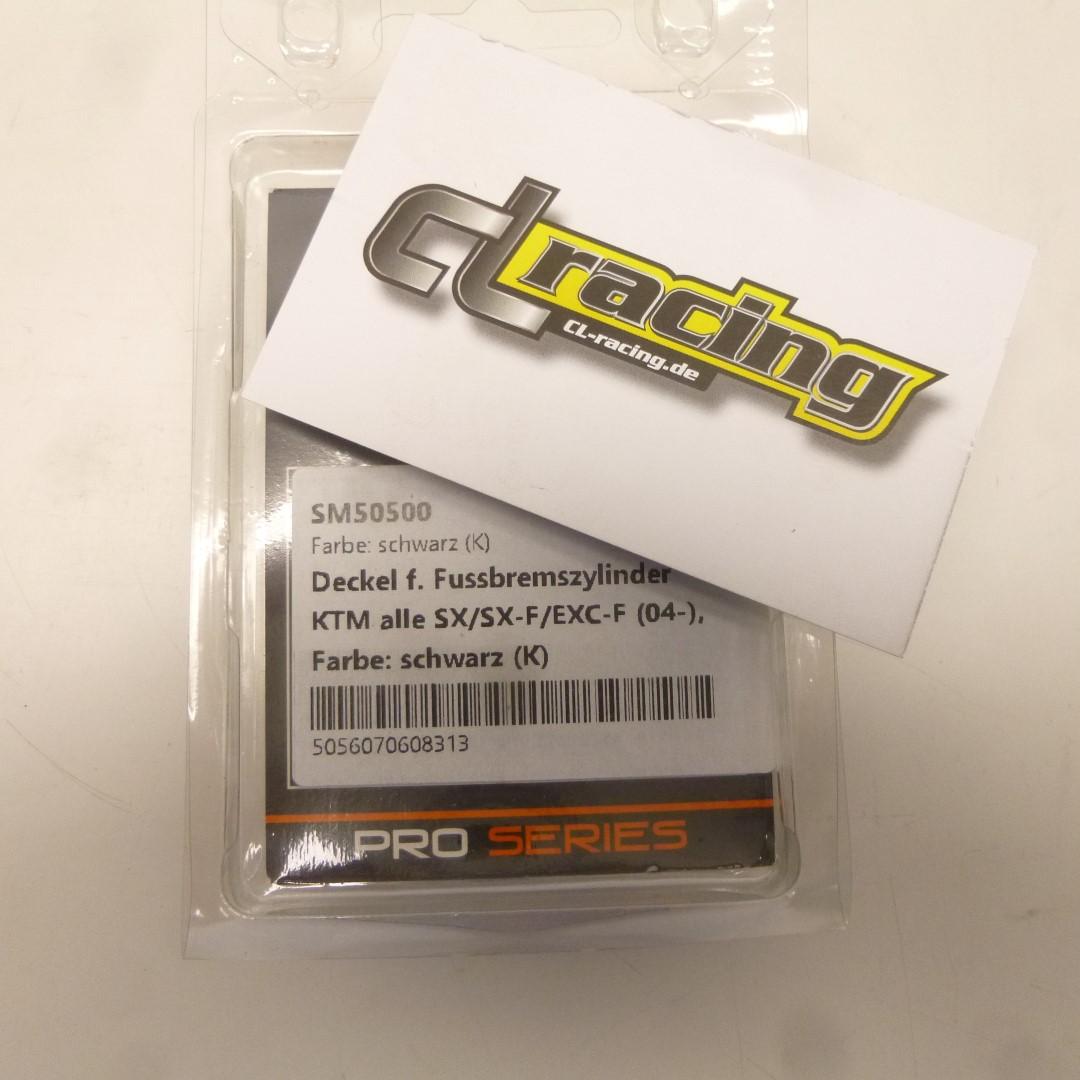 CL racing
CL-racing.de
SM50500
Farbe: schwarz (K)
Deckel f. Fussbremszylinder
KTM alle SX/SX-F/EXC-F (04-),
Farbe: schwarz (K)
5056070608313
PRO SERIES